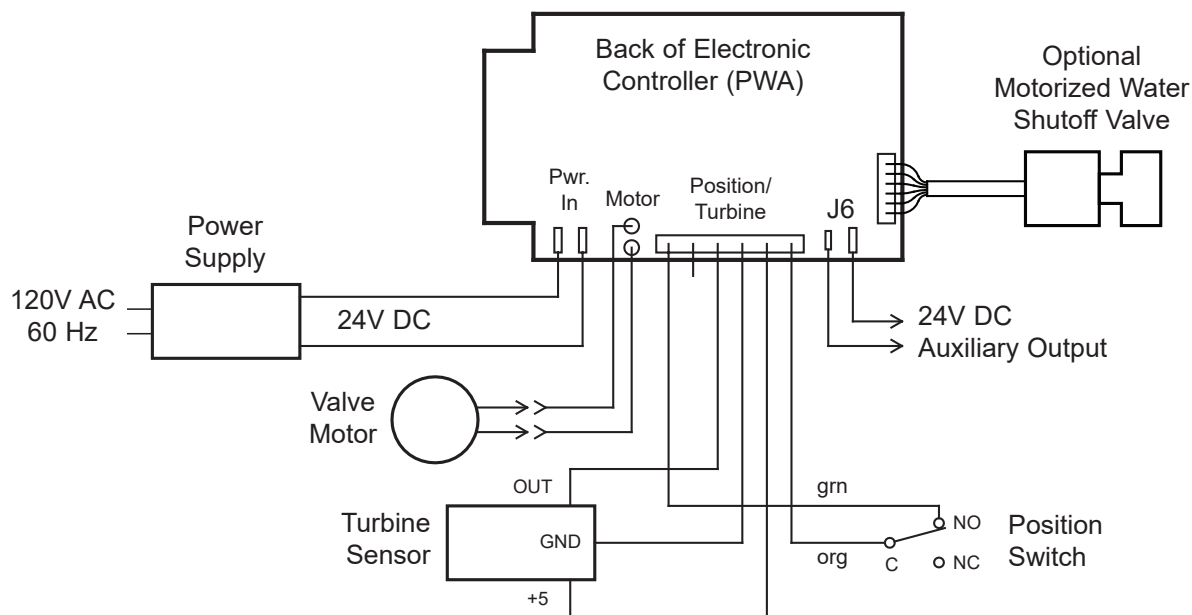 Back of Electronic
Controller (PWA)
Optional
Motorized Water
Shutoff Valve
Pwr.
In
Motor
Position/
Turbine
J6
Power
Supply
120V AC
60 Hz
24V DC
24V DC
Auxiliary Output
Valve
Motor
OUT
Turbine
Sensor
GND
+5
grn
org
NO
C
NC
Position
Switch